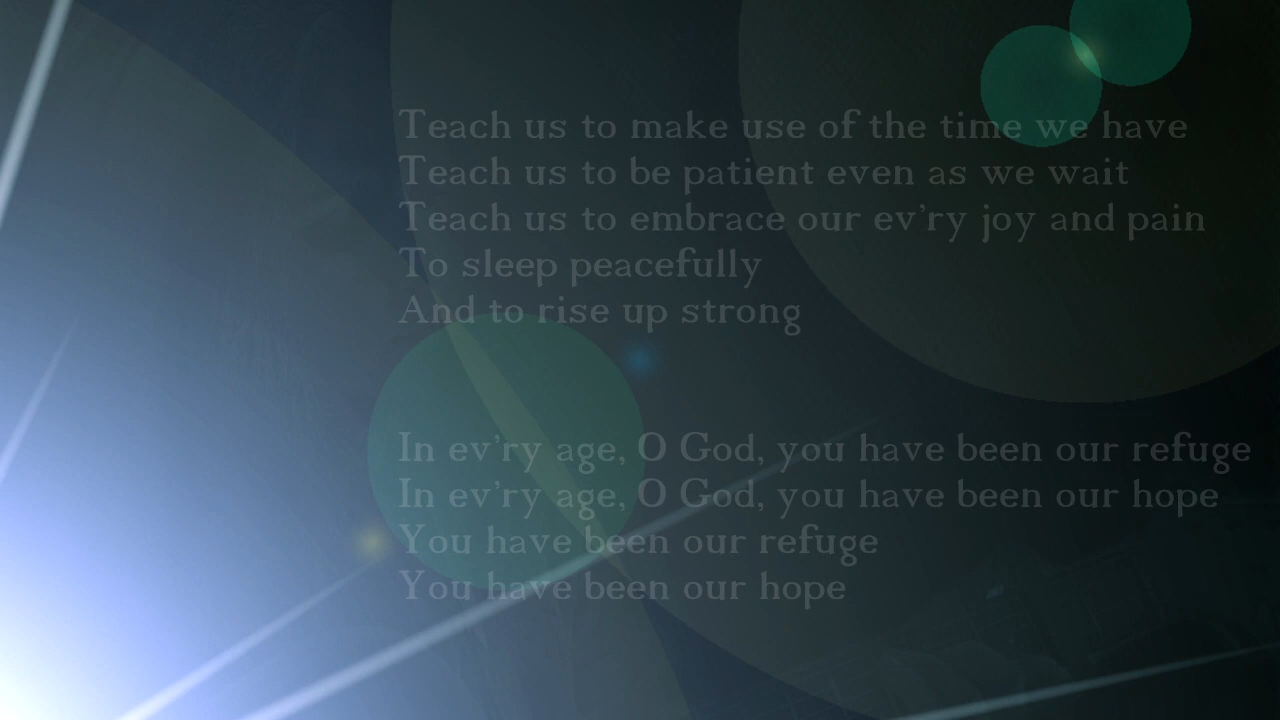 Teach us to make use of the time we have
Teach us to be patient even as we wait
Teach us to embrace our ev'ry joy and pain
To sleep peacefully
And to rise up strong
In ev'ry age, O God, you have been our refuge
In ev'ry age, O God, you have been our hope
You have been our refuge
You have been our hope